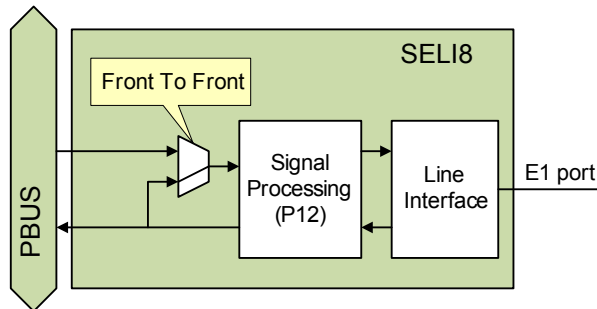 SELI8
Front To Front
PBUS
Signal
Processing
(P12)
Line
Interface
E1 port